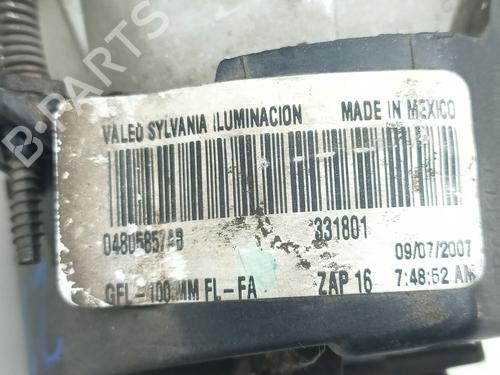 B-PARTS
VALEO SYLVANIA ILUMINACION MADE IN MEXICO
04805857AB 331801
09/07/2007
GFL-100 MM FL-FA ZAP 16 7:48:52 AM